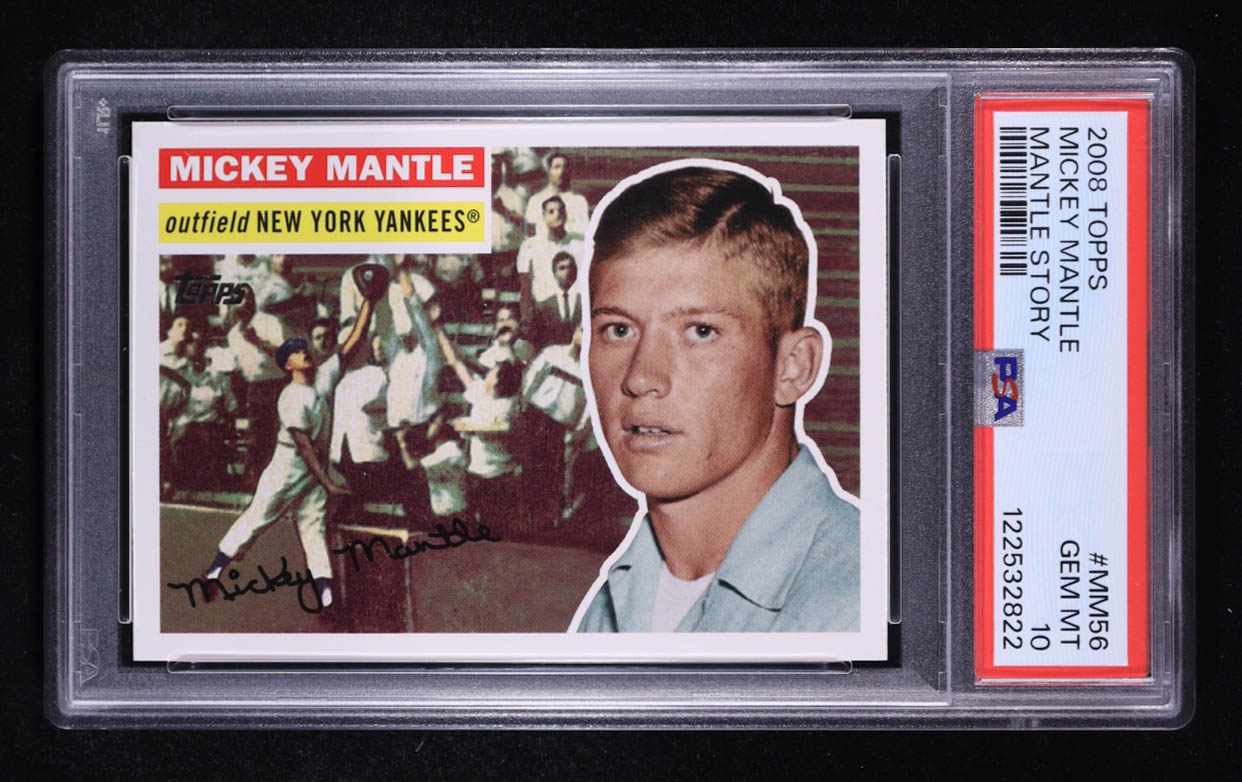 MICKEY MANTLE
outfield NEW YORK YANKEES®
Topps
Mickey Mantle
2008 TOPPS
MICKEY MANTLE
MANTLE STORY
PSA
#MM56
GEM MT 10
122532822
PSA